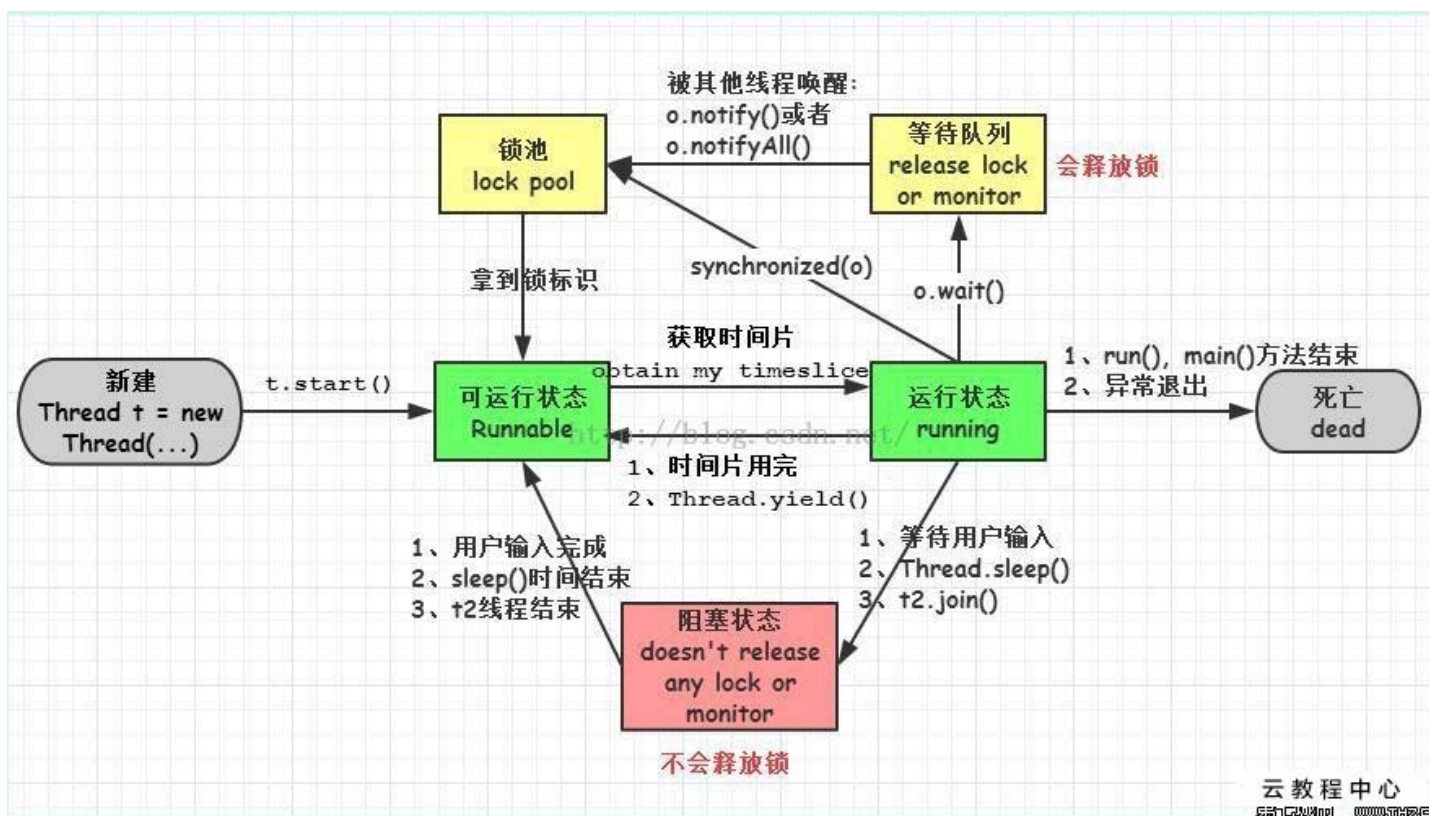 被其他线程唤醒:
o.notify()或者
o.notifyAll()
锁池
lock pool
等待队列
release lock
or monitor
会释放锁
synchronized(o)
o.wait()
拿到锁标识
获取时间片
obtain my timeslice
1、run(), main()方法结束
2、异常退出
新建
Thread t = new
Thread(...)
t.start()
可运行状态
Runnable
运行状态
running
死亡
dead
http://blog.csdn.net/
1、时间片用完
2、Thread.yield()
1、用户输入完成
2、sleep()时间结束
3、t2线程结束
1、等待用户输入
2、Thread.sleep()
3、t2.join()
阻塞状态
doesn't release
any lock or
monitor
不会释放锁
云教程中心